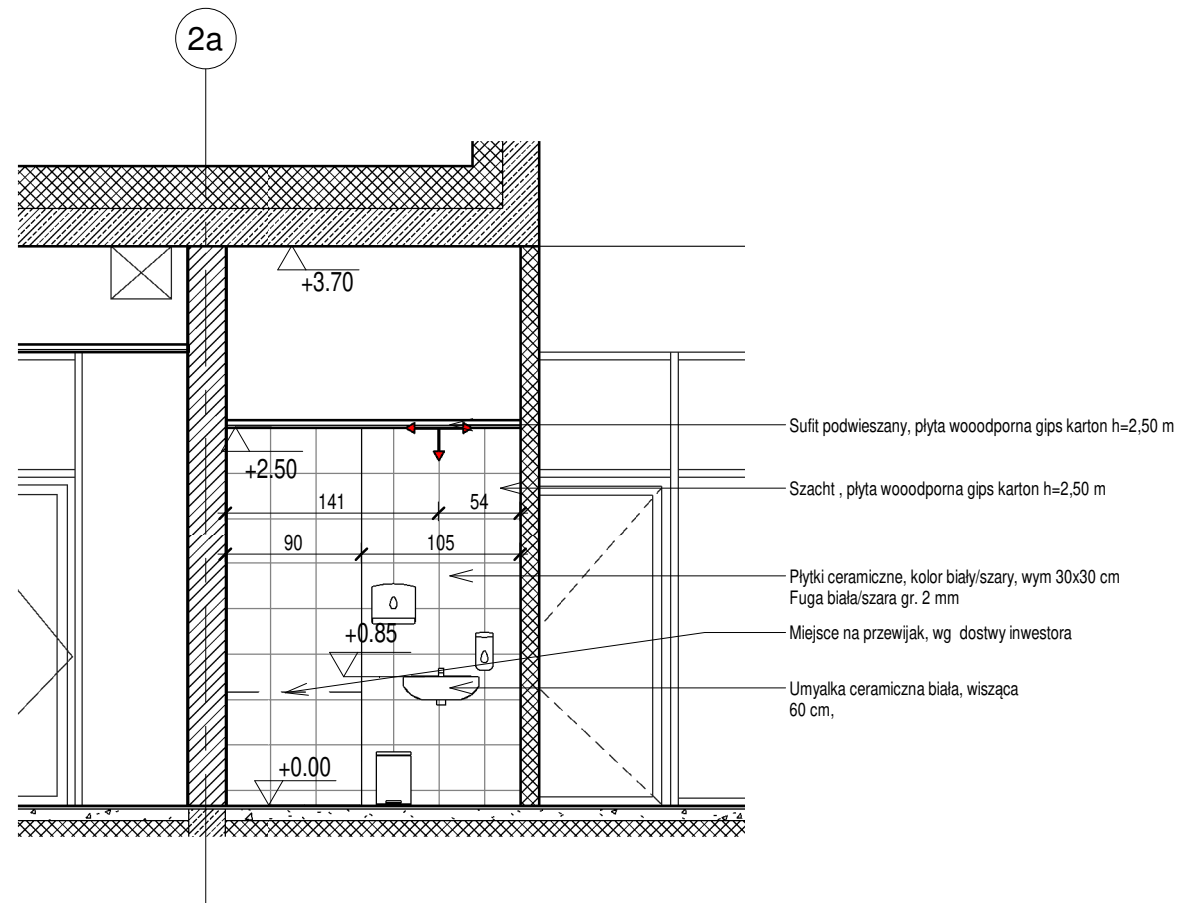 2a
+3.70
Sufit podwieszany, płyta wooodporna gips karton h=2,50 m
+2.50
Szacht , płyta wooodporna gips karton h=2,50 m
141
54
90
105
Płytki ceramiczne, kolor biały/szary, wym 30x30 cm
Fuga biała/szara gr. 2 mm
+0.85
Miejsce na przewijak, wg dostwy inwestora
Umyalka ceramiczna biała, wisząca
60 cm,
+0.00